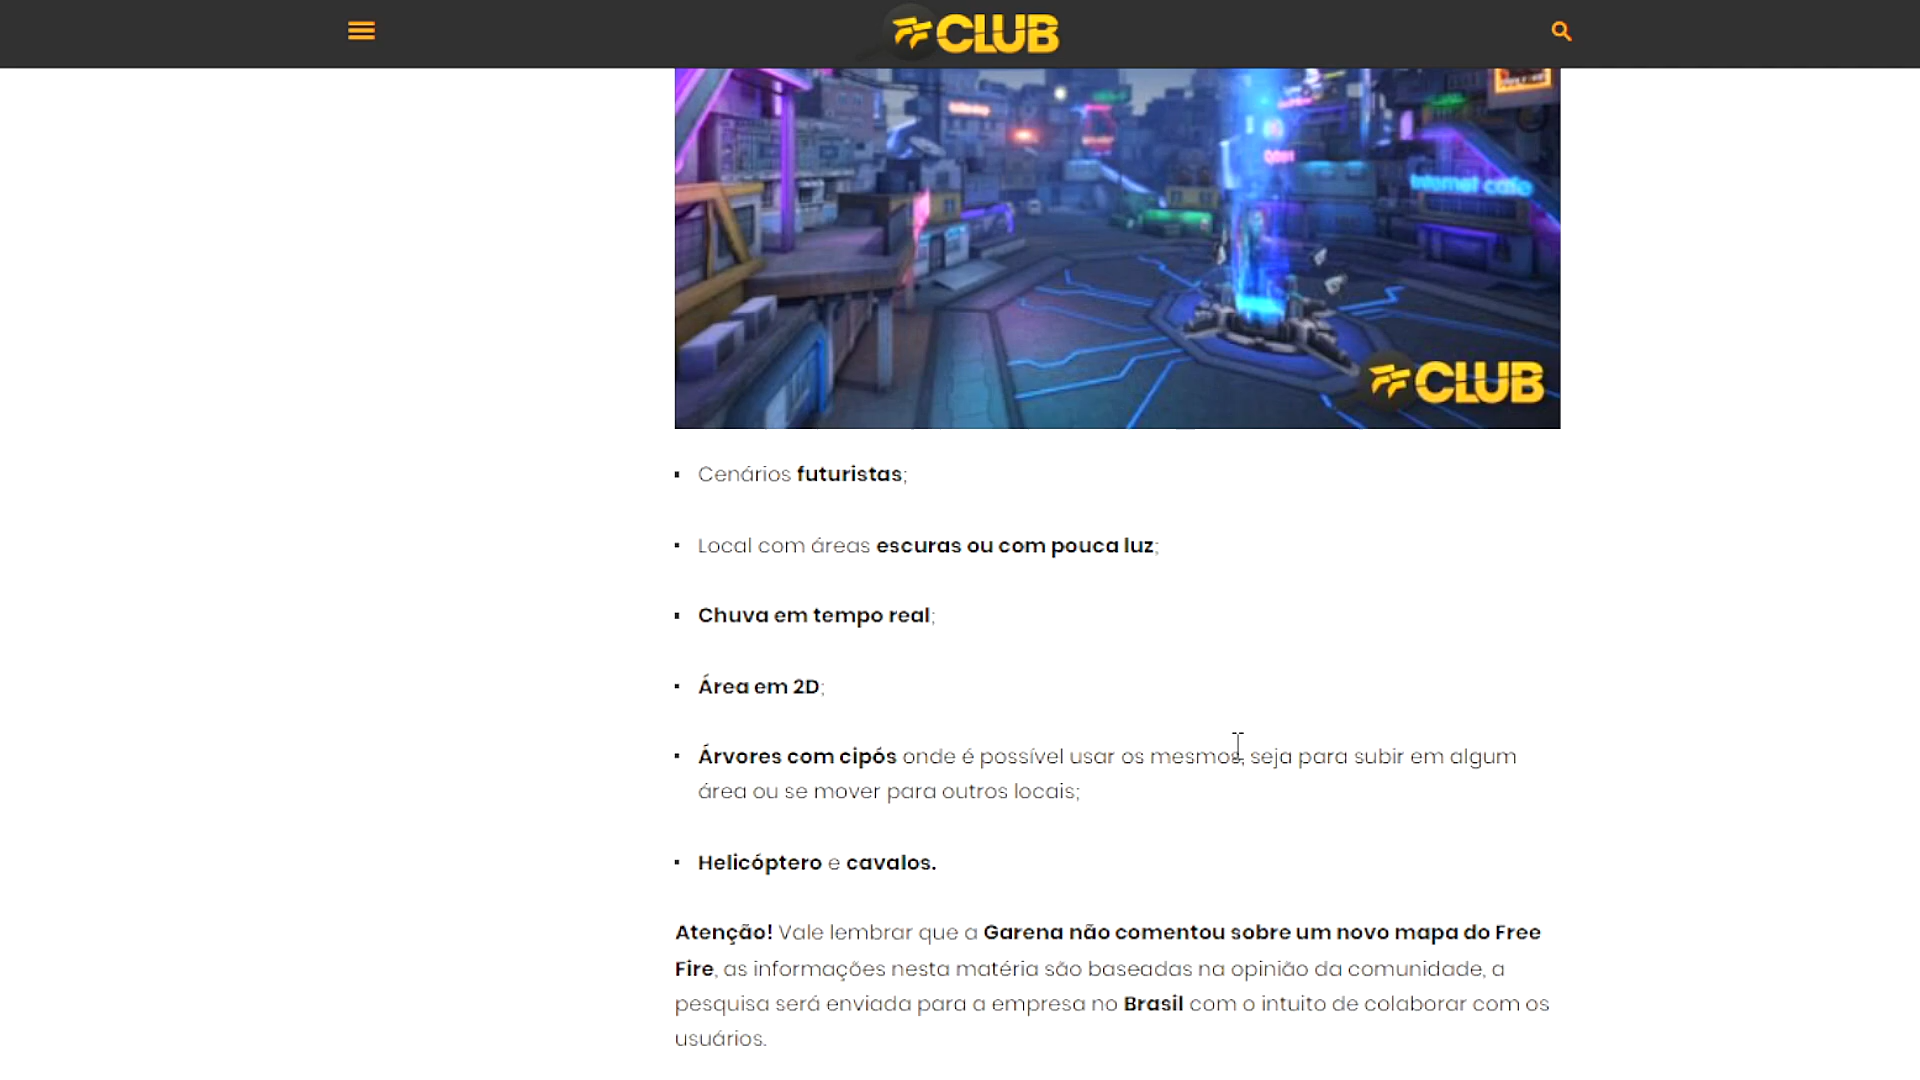 CLUB
Internet cafe
CLUB
Cenários futuristas;
Local com áreas escuras ou com pouca luz;
Chuva em tempo real;
Área em 2D;
Árvores com cipós onde é possível usar os mesmos, seja para subir em algum
área ou se mover para outros locais;
Helicóptero e cavalos.
Atenção! Vale lembrar que a Garena não comentou sobre um novo mapa do Free
Fire, as informações nesta matéria são baseadas na opinião da comunidade, a
pesquisa será enviada para a empresa no Brasil com o intuito de colaborar com os
usuários.